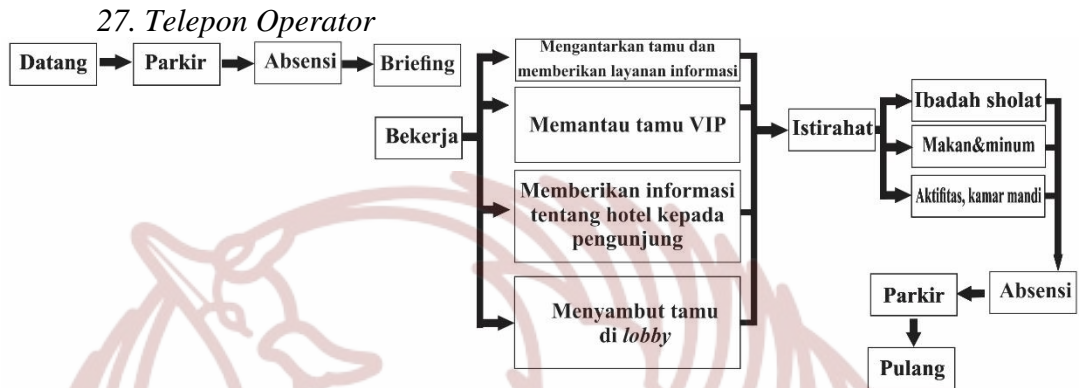 27. Telepon Operator
Datang
Parkir
Absensi
Briefing
Bekerja
Mengantarkan tamu dan
memberikan layanan informasi
Memantau tamu VIP
Memberikan informasi
tentang hotel kepada
pengunjung
Menyambut tamu
di lobby
Istirahat
Ibadah sholat
Makan&minum
Aktifitas, kamar mandi
Absensi
Parkir
Pulang